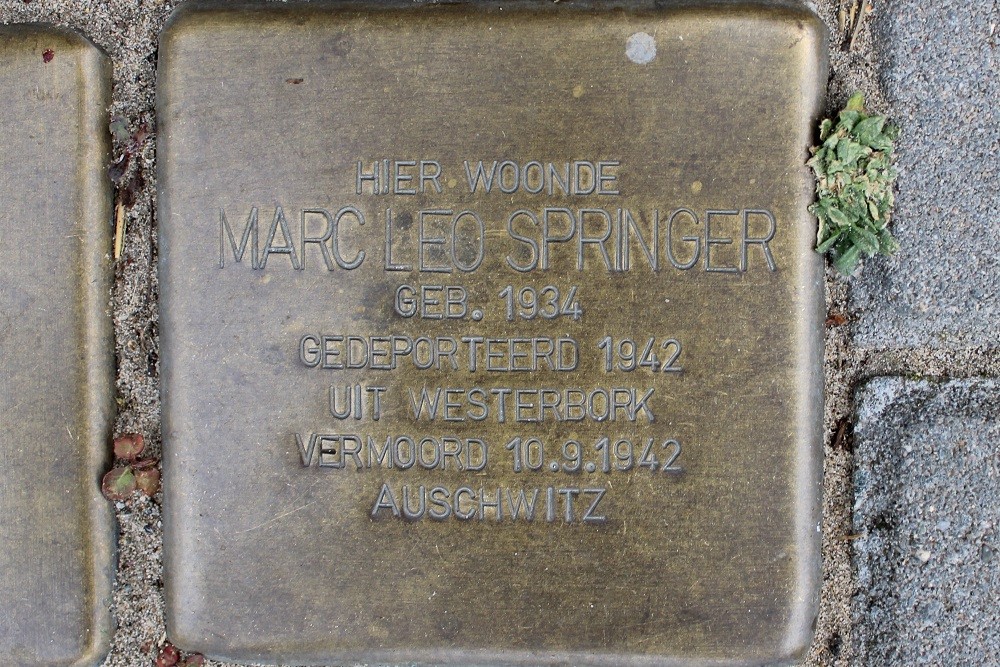 HIER WOONDE
MARC LEO SPRINGER
GEB. 1934
GEDEPORTEERD 1942
UIT WESTERBORK
VERMOORD 10.9.1942
AUSCHWITZ